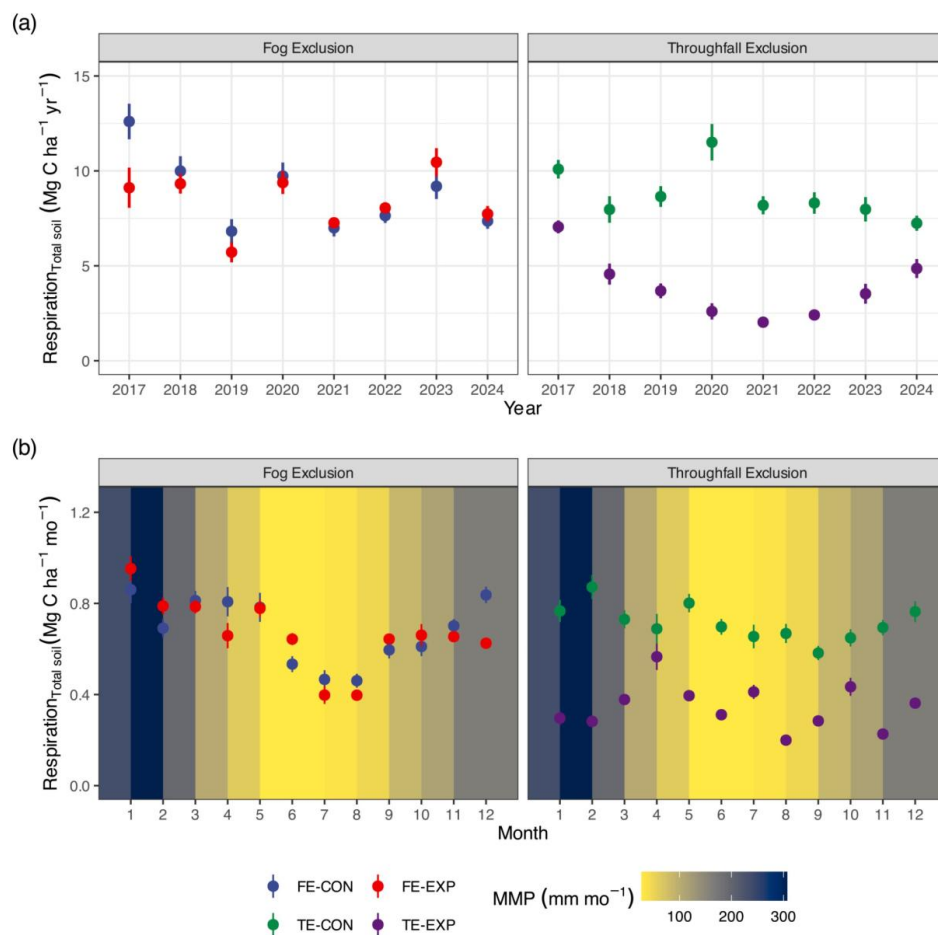 (a)
Fog Exclusion
Throughfall Exclusion
Respiration_Total soil (Mg C ha⁻¹ yr⁻¹)
15
10
5
0
2017 2018 2019 2020 2021 2022 2023 2024
2017 2018 2019 2020 2021 2022 2023 2024
Year
(b)
Fog Exclusion
Throughfall Exclusion
Respiration_Total soil (Mg C ha⁻¹ mo⁻¹)
1.2
0.8
0.4
0.0
1 2 3 4 5 6 7 8 9 10 11 12
1 2 3 4 5 6 7 8 9 10 11 12
Month
FE-CON FE-EXP
TE-CON TE-EXP
MMP (mm mo⁻¹)
100 200 300